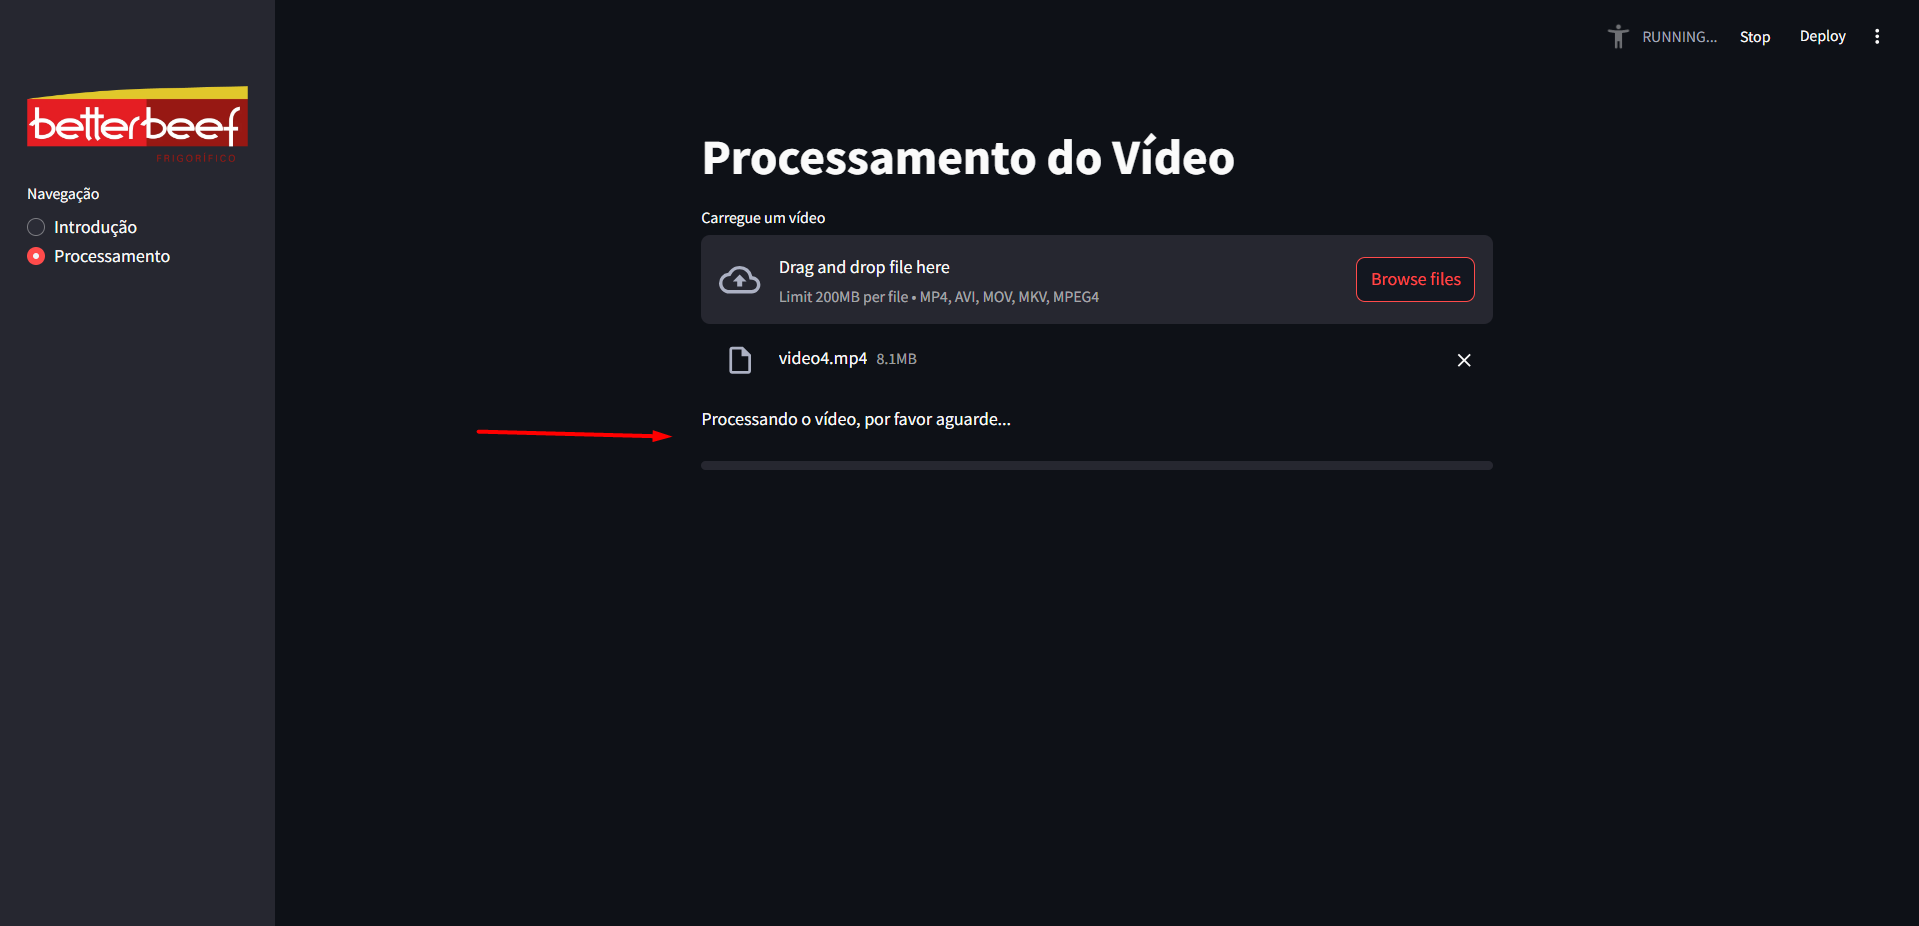 RUNNING...
Stop
Deploy
betterbeef
FRIGORÍFICO
Navegação
Introdução
Processamento
Processamento do Vídeo
Carregue um vídeo
Drag and drop file here
Limit 200MB per file • MP4, AVI, MOV, MKV, MPEG4
Browse files
video4.mp4 8.1MB
Processando o vídeo, por favor aguarde...